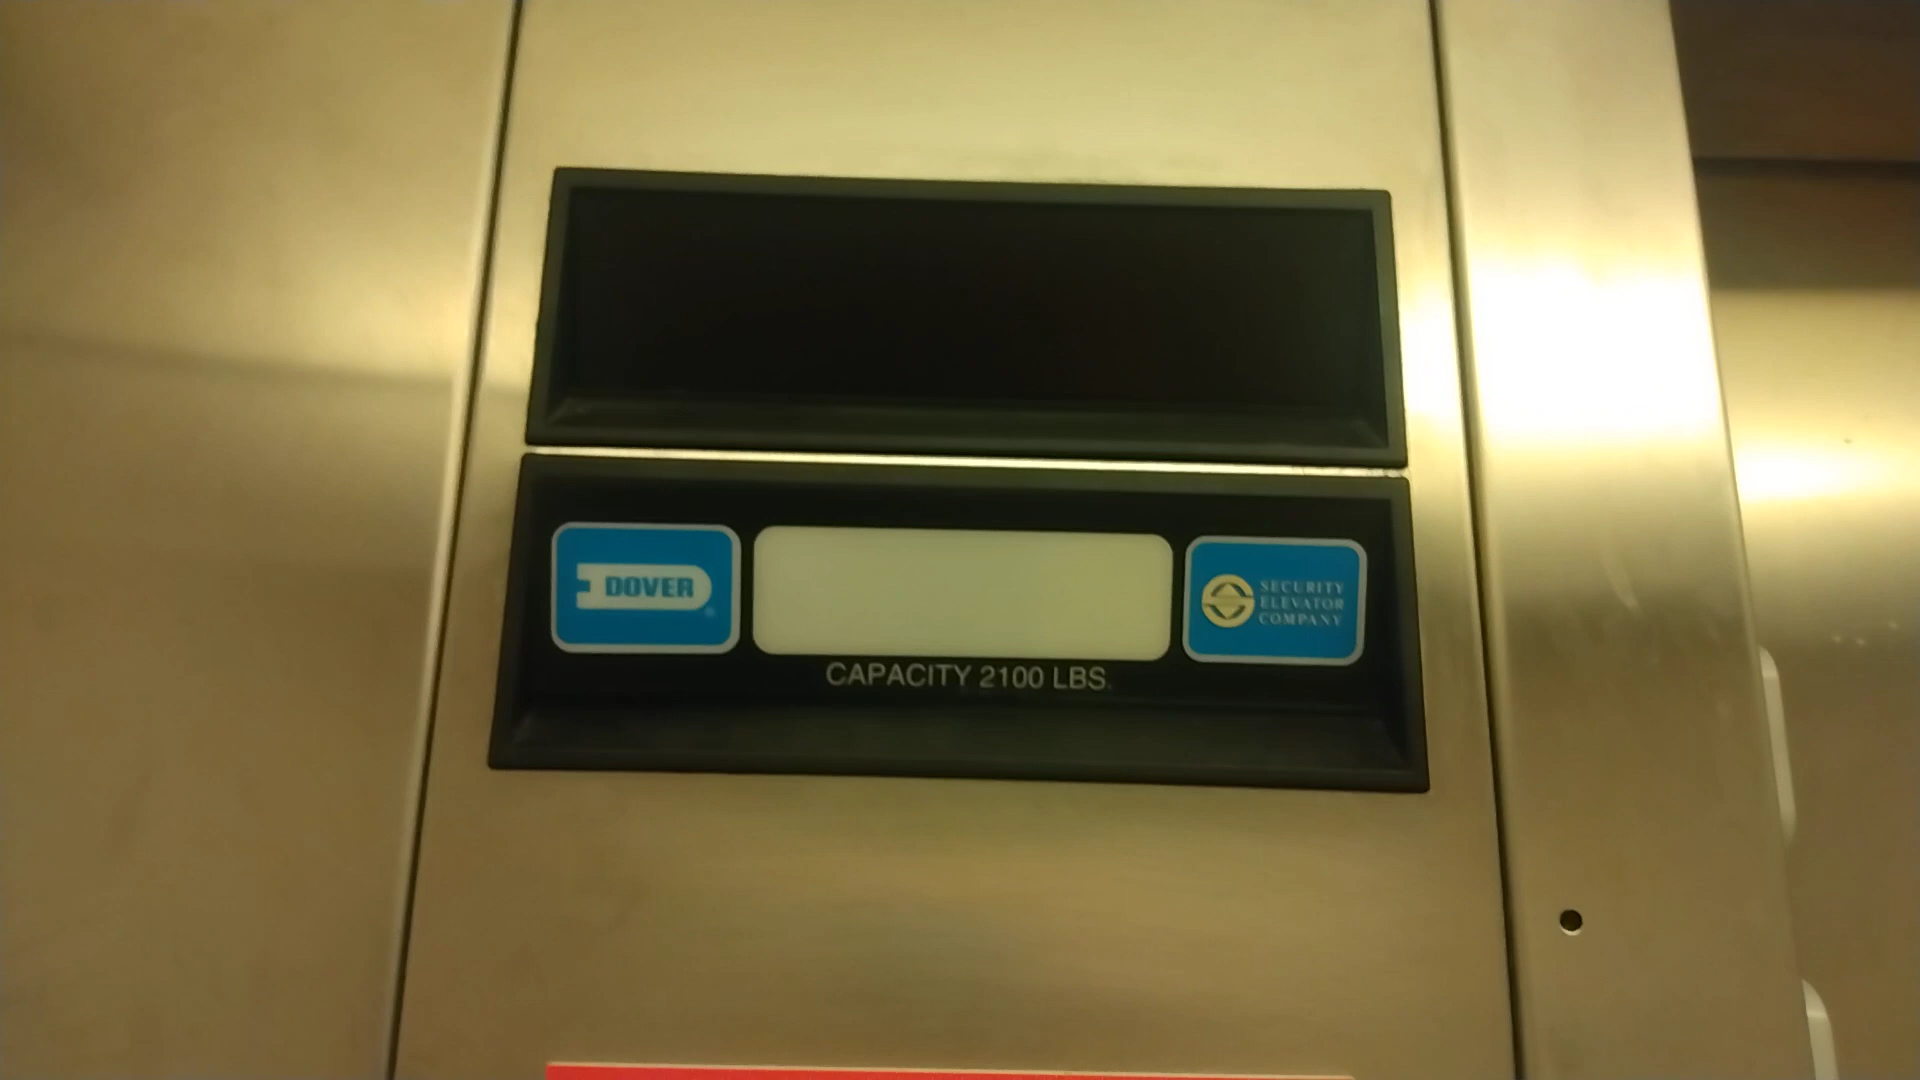 DOVER
SECURITY
ELEVATOR
COMPANY
CAPACITY 2100 LBS.